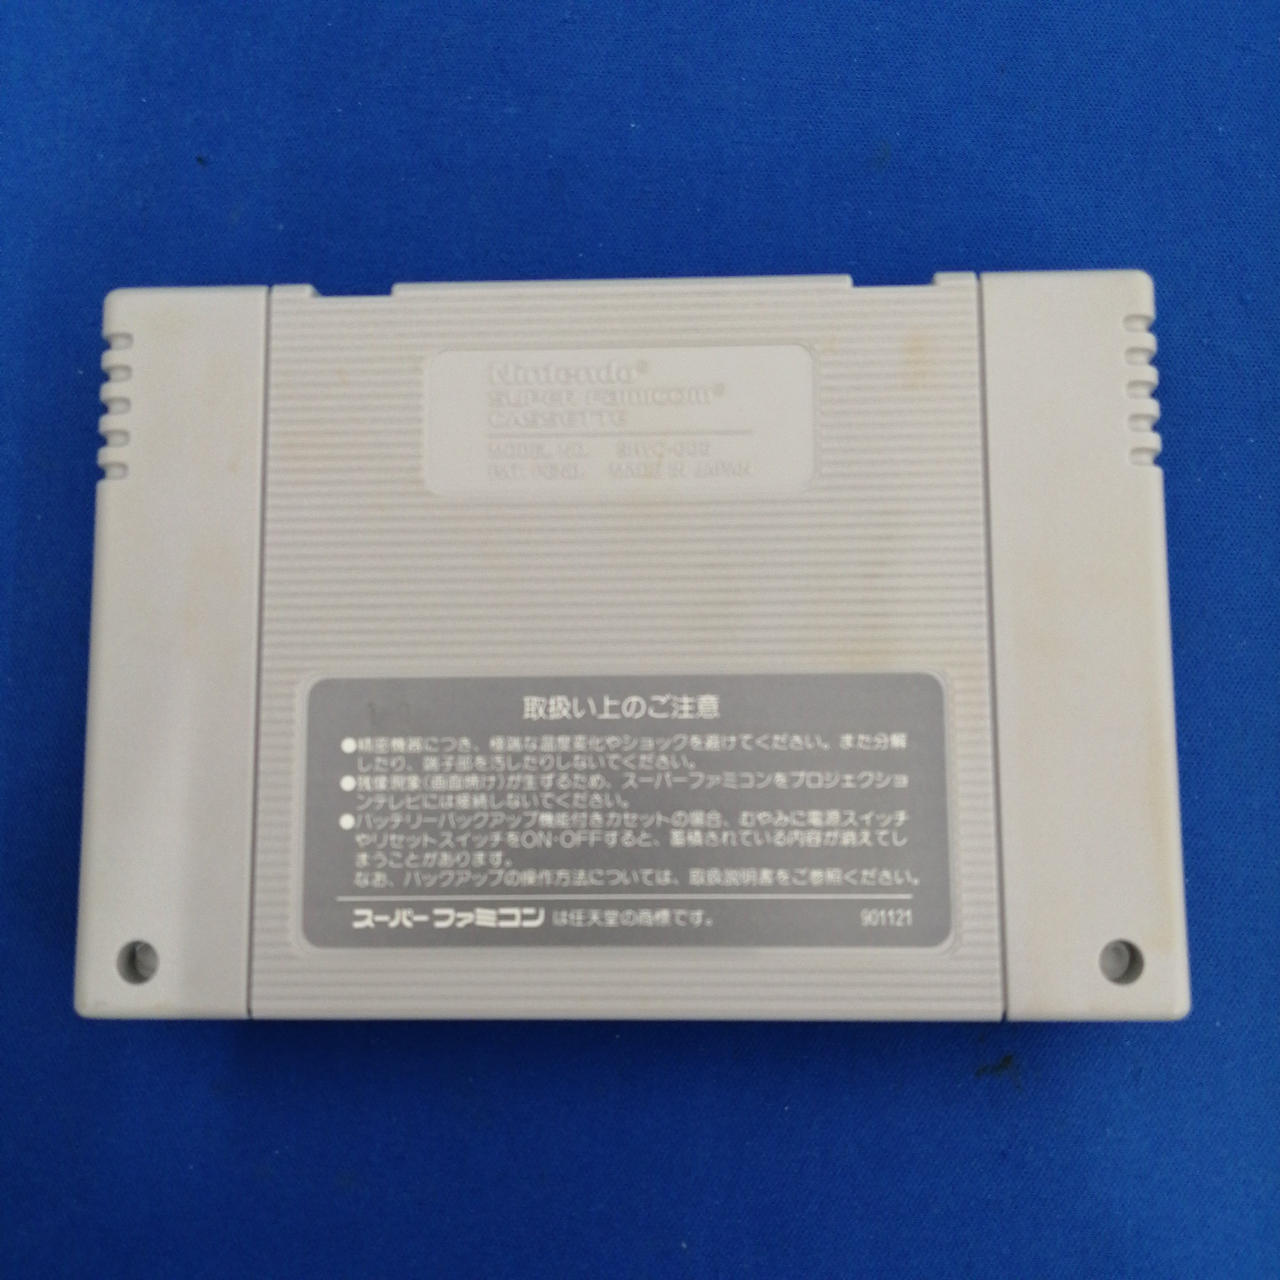 Nintendo®
SUPER FAMICOM®
CASSETTE
MODEL NO. SHVC-006
PAT. PEND. MADE IN JAPAN
取扱い上のご注意
●精密機器につき、極端な温度変化やショックを避けてください。また分解
したり、端子部を汚したりしないでください。
●残像現象(画面焼け)が生ずるため、スーパーファミコンをプロジェクショ
ンテレビには接続しないでください。
●バッテリーバックアップ機能付きカセットの場合、むやみに電源スイッチ
やリセットスイッチをON・OFFすると、蓄積されている内容が消えてし
まうことがあります。
なお、バックアップの操作方法については、取扱説明書をご参照ください。
スーパーファミコン は任天堂の商標です。 901121